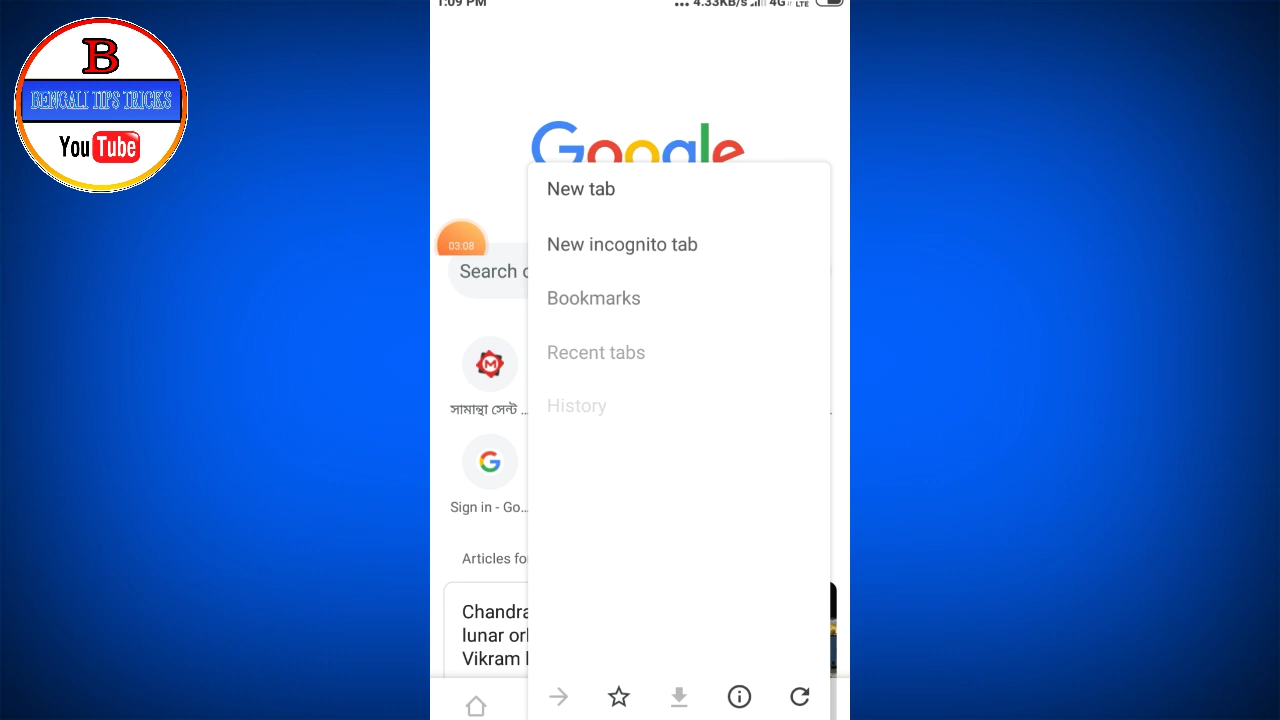 B
BENGALI TIPS TRICKS
YouTube
1:09 PM
... 4.33KB/s 4G LTE
Google
New tab
03:08
New incognito tab
Search
Bookmarks
Recent tabs
সামান্থা সেন্ট ...
History
Sign in - Go...
Articles fo
Chandra
lunar or
Vikram